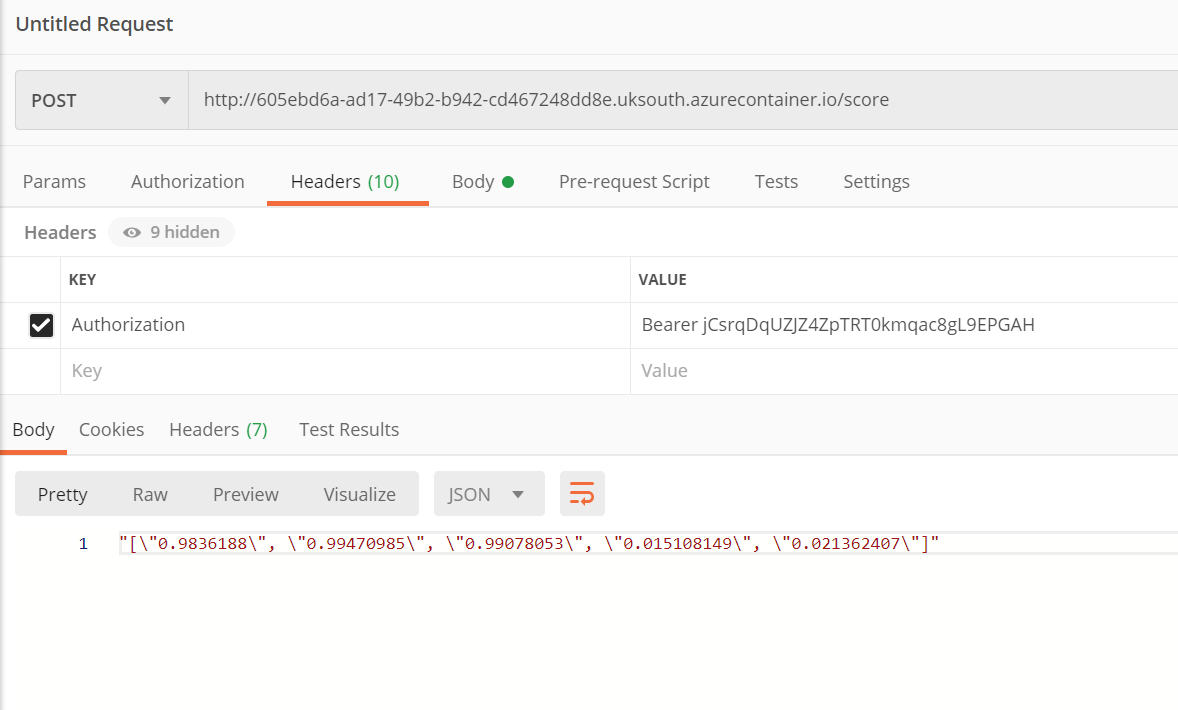 Untitled Request
POST http://605ebd6a-ad17-49b2-b942-cd467248dd8e.uksouth.azurecontainer.io/score
Params Authorization Headers (10) Body Pre-request Script Tests Settings
Headers 9 hidden
KEY VALUE
Authorization Bearer jCsrqDqUZJZ4ZpTRT0kmqac8gL9EPGAH
Key Value
Body Cookies Headers (7) Test Results
Pretty Raw Preview Visualize JSON
1 "[\"0.9836188\", \"0.99470985\", \"0.99078053\", \"0.015108149\", \"0.021362407\"]"